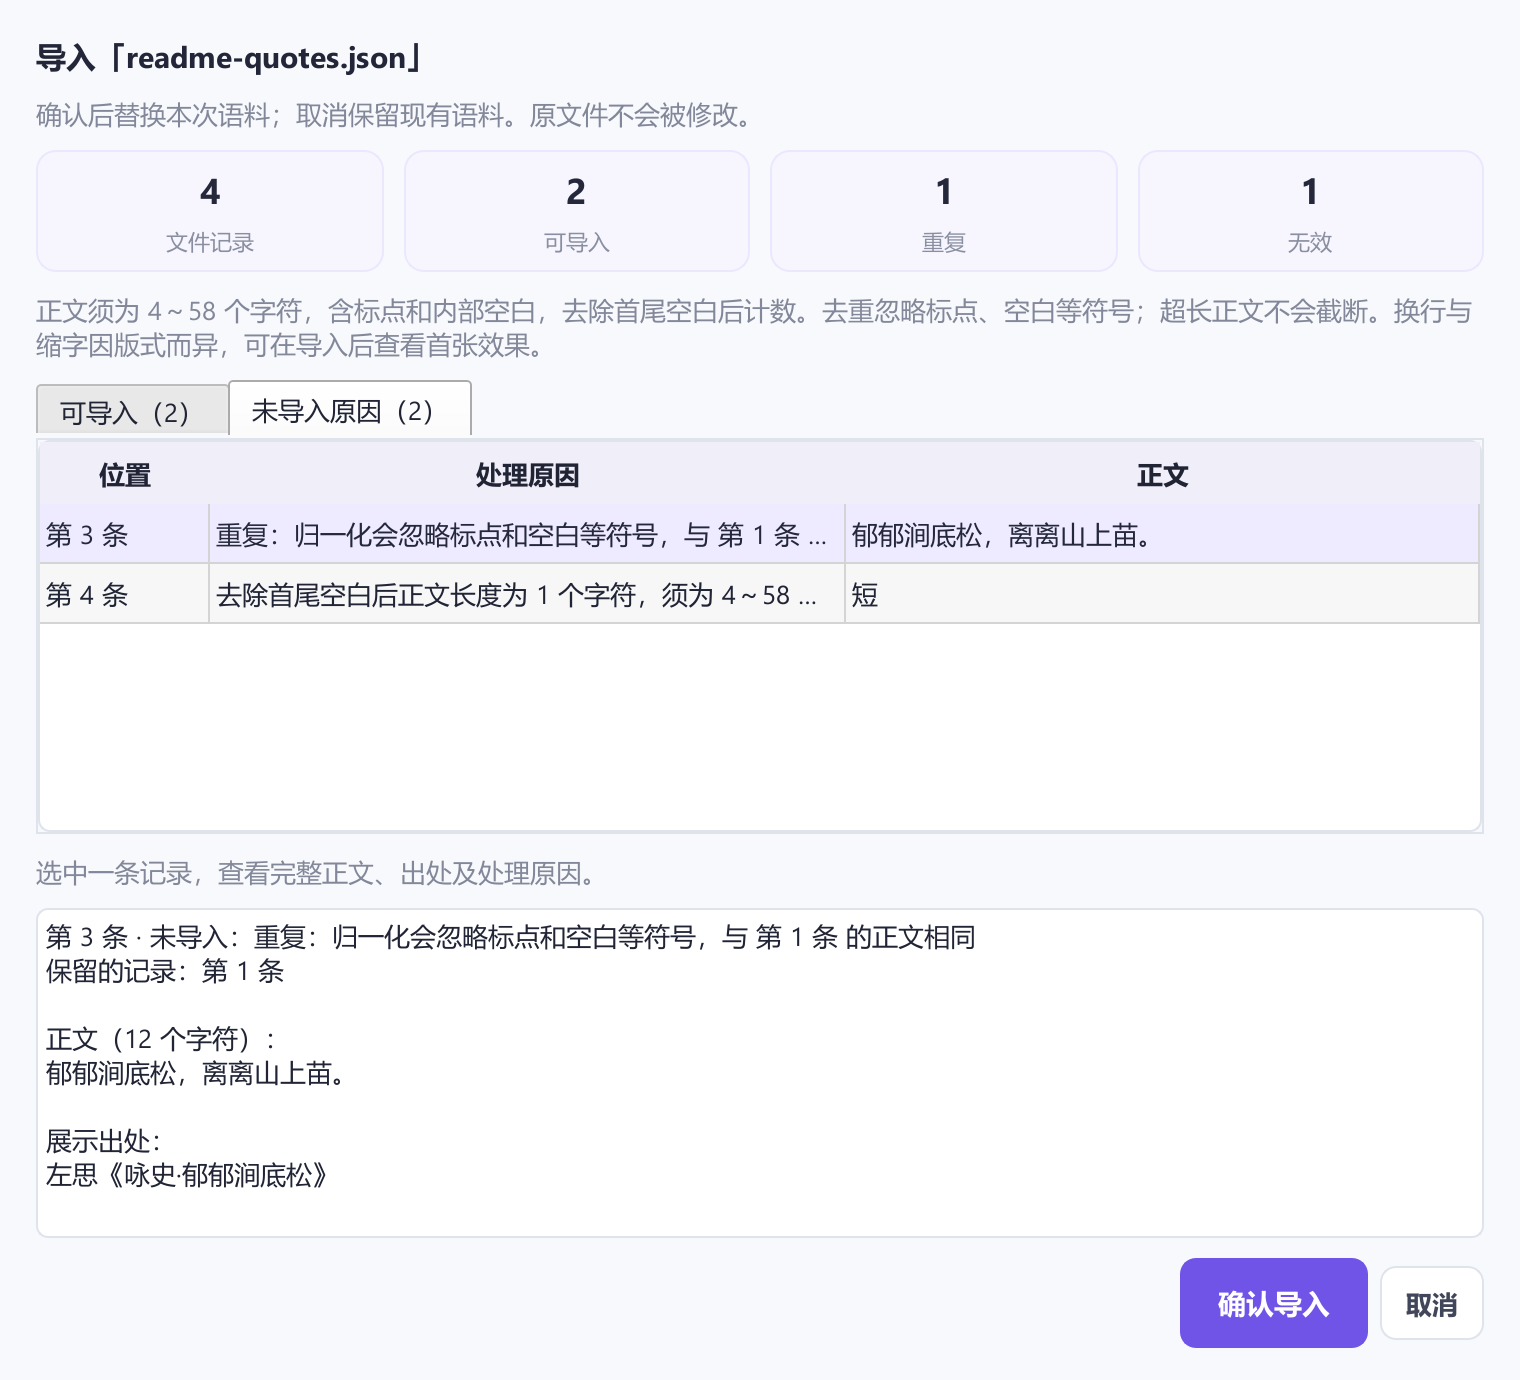 导入「readme-quotes.json」
确认后替换本次语料；取消保留现有语料。原文件不会被修改。
4
文件记录
2
可导入
1
重复
1
无效
正文须为 4～58 个字符，含标点和内部空白，去除首尾空白后计数。去重忽略标点、空白等符号；超长正文不会截断。换行与
缩字因版式而异，可在导入后查看首张效果。
可导入（2） 未导入原因（2）
位置 处理原因 正文
第 3 条 重复：归一化会忽略标点和空白等符号，与 第 1 条 ... 郁郁涧底松，离离山上苗。
第 4 条 去除首尾空白后正文长度为 1 个字符，须为 4～58 ... 短
选中一条记录，查看完整正文、出处及处理原因。
第 3 条 · 未导入：重复：归一化会忽略标点和空白等符号，与 第 1 条 的正文相同
保留的记录：第 1 条
正文（12 个字符）：
郁郁涧底松，离离山上苗。
展示出处：
左思《咏史·郁郁涧底松》
确认导入 取消